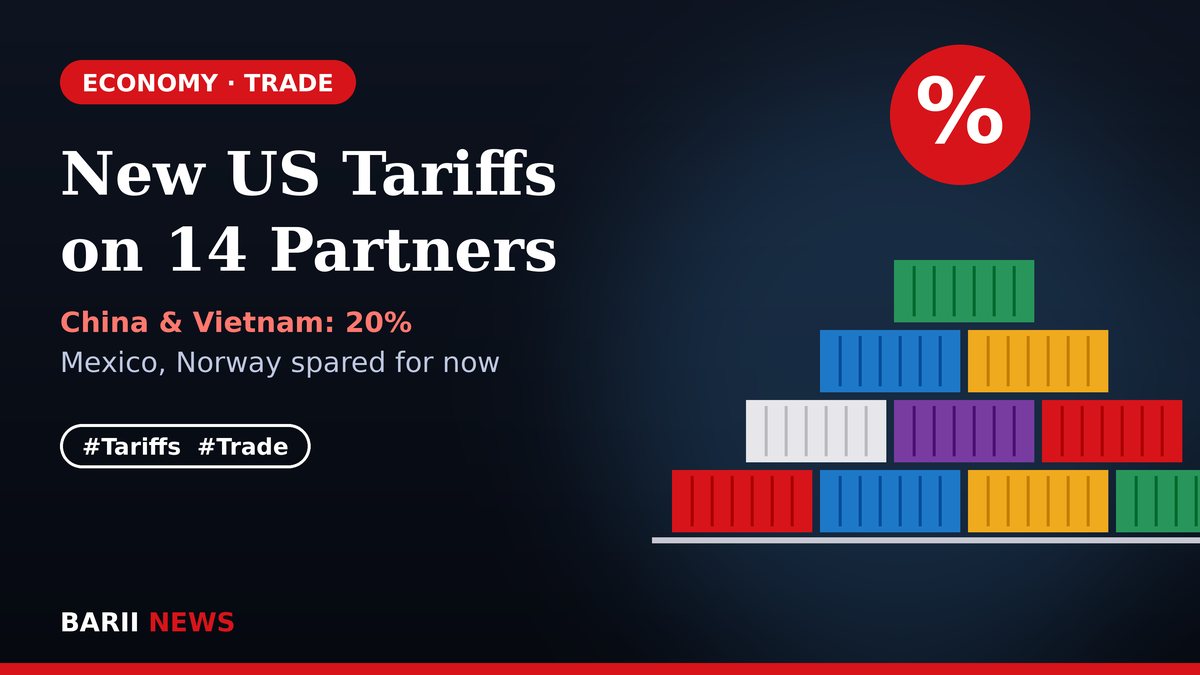 ECONOMY · TRADE
%
New US Tariffs
on 14 Partners
China & Vietnam: 20%
Mexico, Norway spared for now
#Tariffs #Trade
BARII NEWS